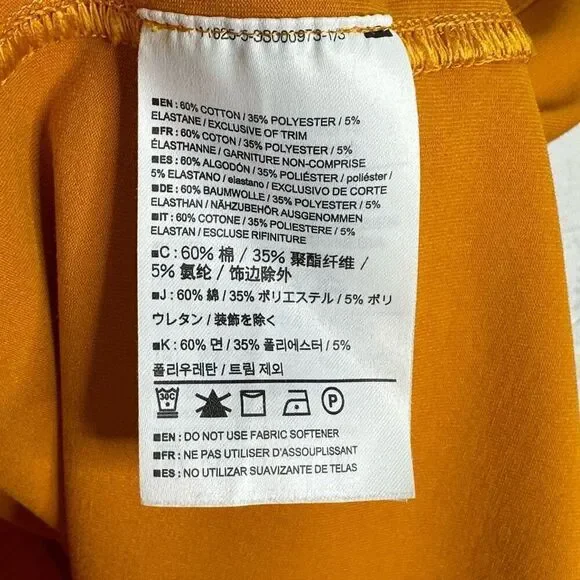 ■EN : 60% COTTON / 35% POLYESTER / 5%
ELASTANE / EXCLUSIVE OF TRIM
■FR : 60% COTON / 35% POLYESTER / 5%
ÉLASTHANNE / GARNITURE NON-COMPRISE
■ES : 60% ALGODÓN / 35% POLIÉSTER / poliéster /
5% ELASTANO / elastano / EXCLUSIVO DE CORTE
■DE : 60% BAUMWOLLE / 35% POLYESTER / 5%
ELASTHAN / NÄHZUBEHÖR AUSGENOMMEN
■IT : 60% COTONE / 35% POLIESTERE / 5%
ELASTAN / ESCLUSE RIFINITURE
■C : 60% 棉 / 35% 聚酯纤维 /
5% 氨纶 / 饰边除外
■J : 60% 綿 / 35% ポリエステル / 5% ポリ
ウレタン / 装飾を除く
■K : 60% 면 / 35% 폴리에스터 / 5%
폴리우레탄 / 트림 제외
30C P
■EN : DO NOT USE FABRIC SOFTENER
■FR : NE PAS UTILISER D'ASSOUPLISSANT
■ES : NO UTILIZAR SUAVIZANTE DE TELAS